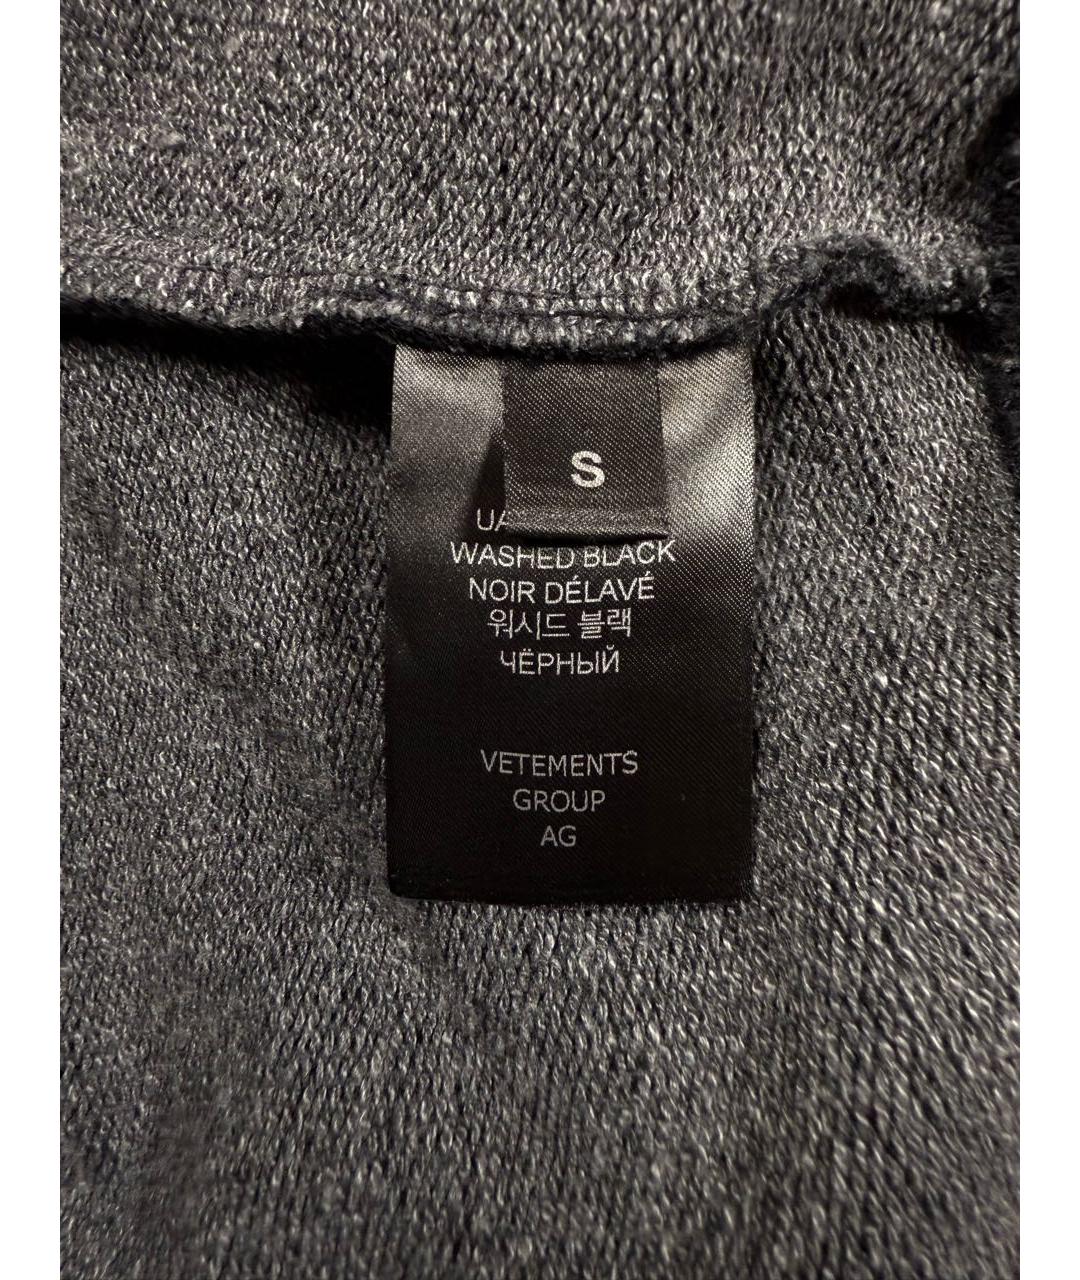 S
WASHED BLACK
NOIR DÉLAVÉ
워시드 블랙
ЧЁРНЫЙ
VETEMENTS
GROUP
AG